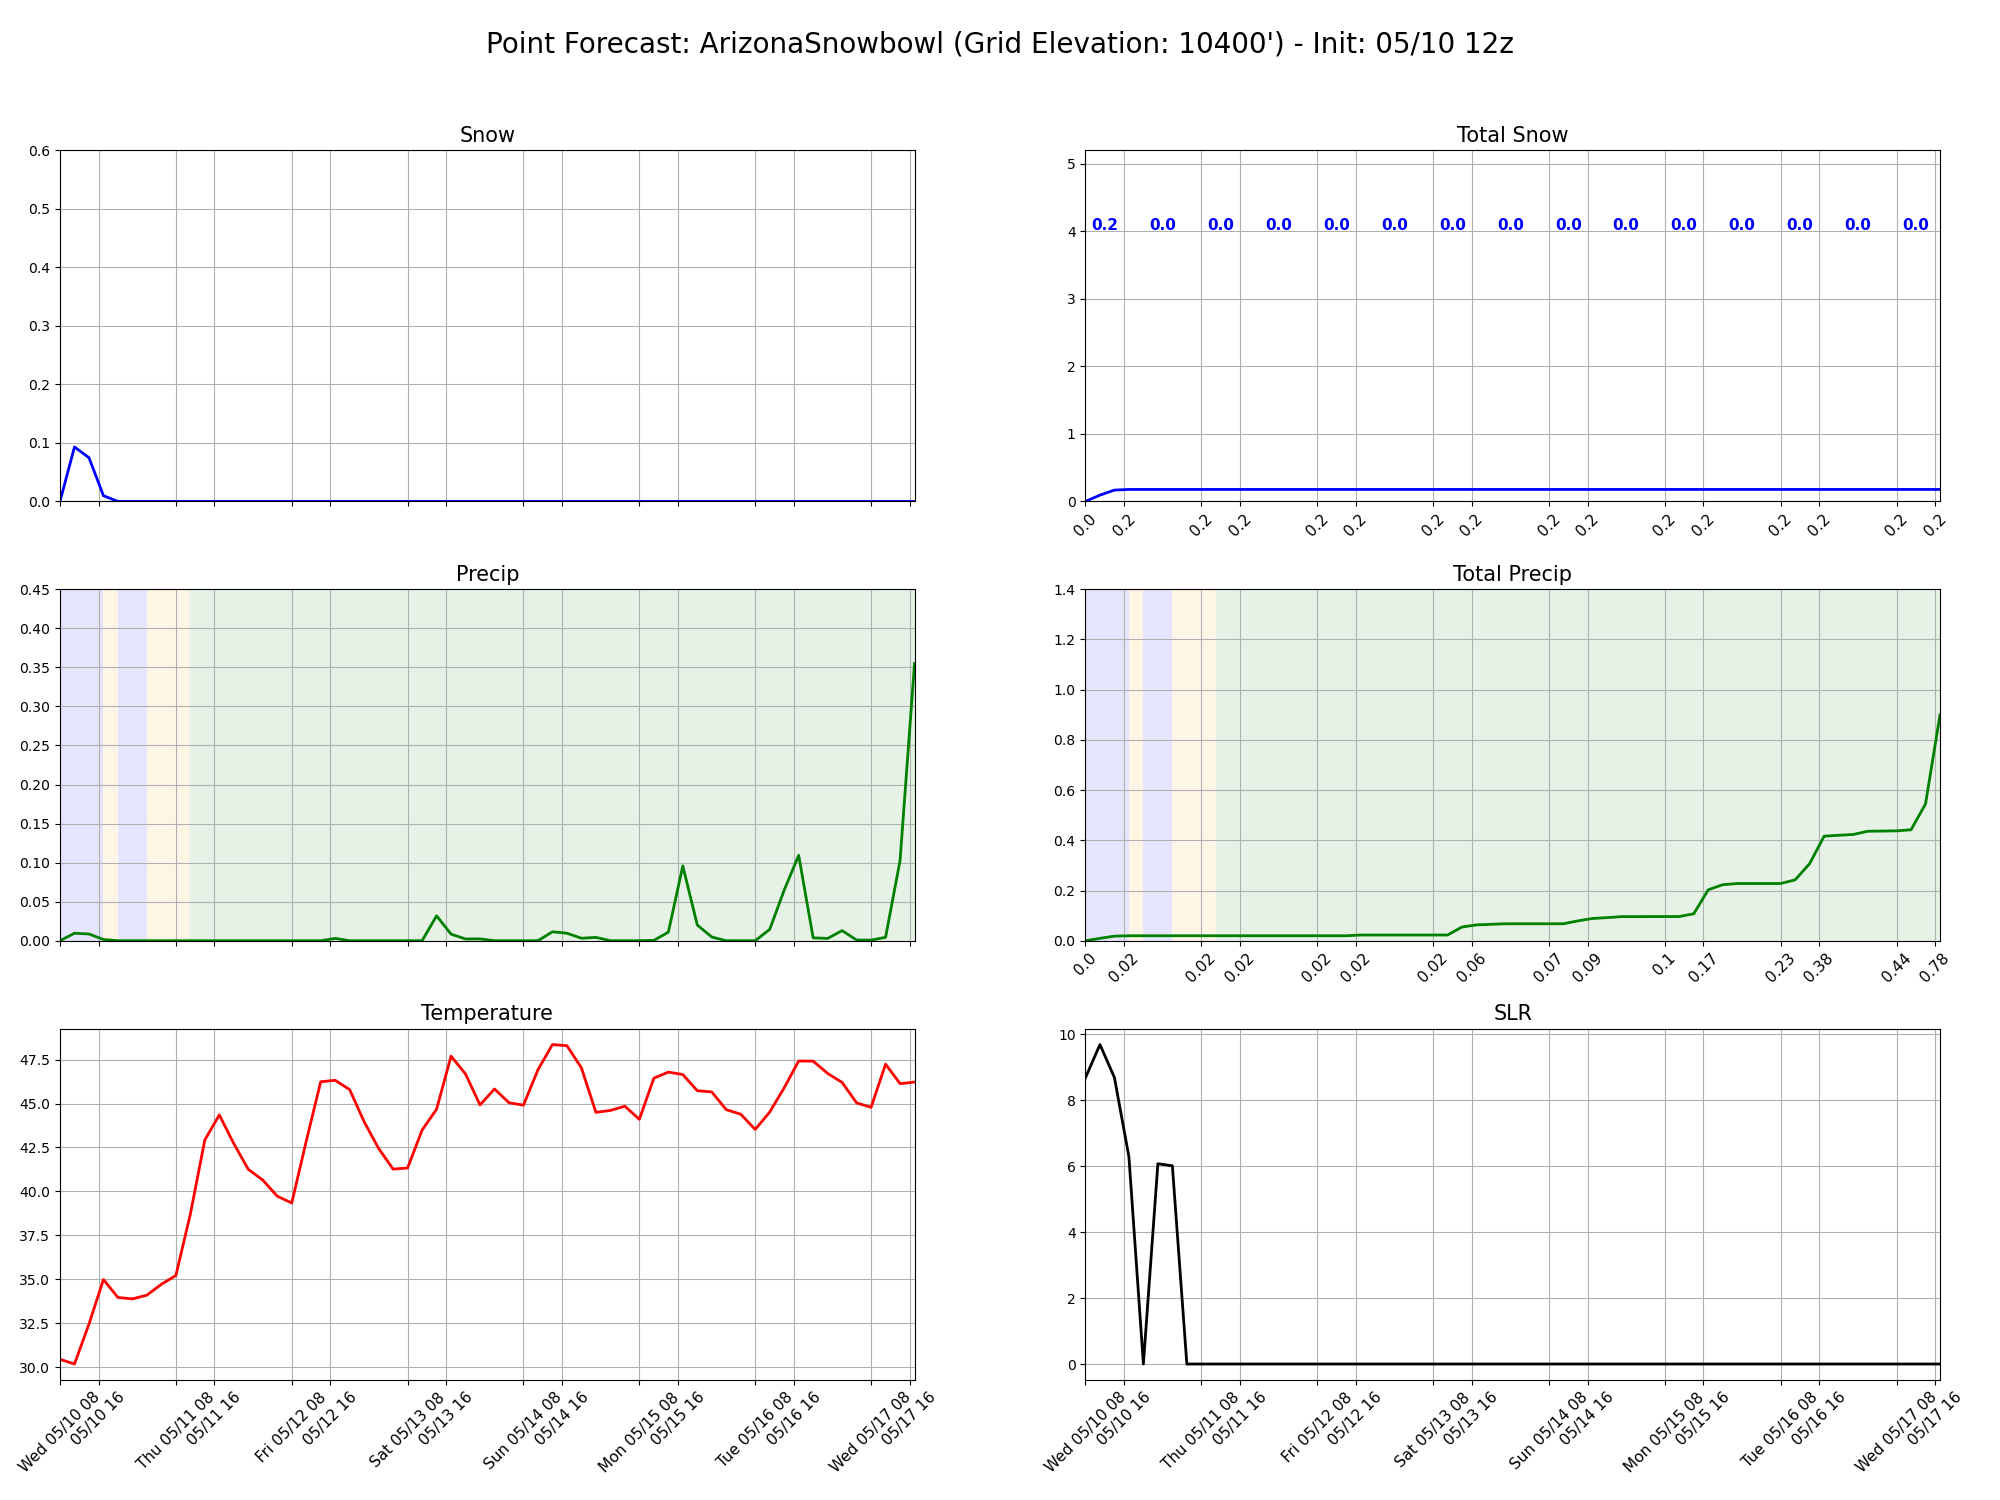 Point Forecast: ArizonaSnowbowl (Grid Elevation: 10400') - Init: 05/10 12z
Snow
0.6
0.5
0.4
0.3
0.2
0.1
0.0
Total Snow
5
4
3
2
1
0
0.2 0.0 0.0 0.0 0.0 0.0 0.0 0.0 0.0 0.0 0.0 0.0 0.0 0.0 0.0
0.0 0.2 0.2 0.2 0.2 0.2 0.2 0.2 0.2 0.2 0.2 0.2 0.2 0.2 0.2 0.2
Precip
0.45
0.40
0.35
0.30
0.25
0.20
0.15
0.10
0.05
0.00
Total Precip
1.4
1.2
1.0
0.8
0.6
0.4
0.2
0.0
0.0 0.02 0.02 0.02 0.02 0.02 0.02 0.06 0.07 0.09 0.1 0.17 0.23 0.38 0.44 0.78
Temperature
47.5
45.0
42.5
40.0
37.5
35.0
32.5
30.0
Wed 05/10 08
05/10 16
Thu 05/11 08
05/11 16
Fri 05/12 08
05/12 16
Sat 05/13 08
05/13 16
Sun 05/14 08
05/14 16
Mon 05/15 08
05/15 16
Tue 05/16 08
05/16 16
Wed 05/17 08
05/17 16
SLR
10
8
6
4
2
0
Wed 05/10 08
05/10 16
Thu 05/11 08
05/11 16
Fri 05/12 08
05/12 16
Sat 05/13 08
05/13 16
Sun 05/14 08
05/14 16
Mon 05/15 08
05/15 16
Tue 05/16 08
05/16 16
Wed 05/17 08
05/17 16